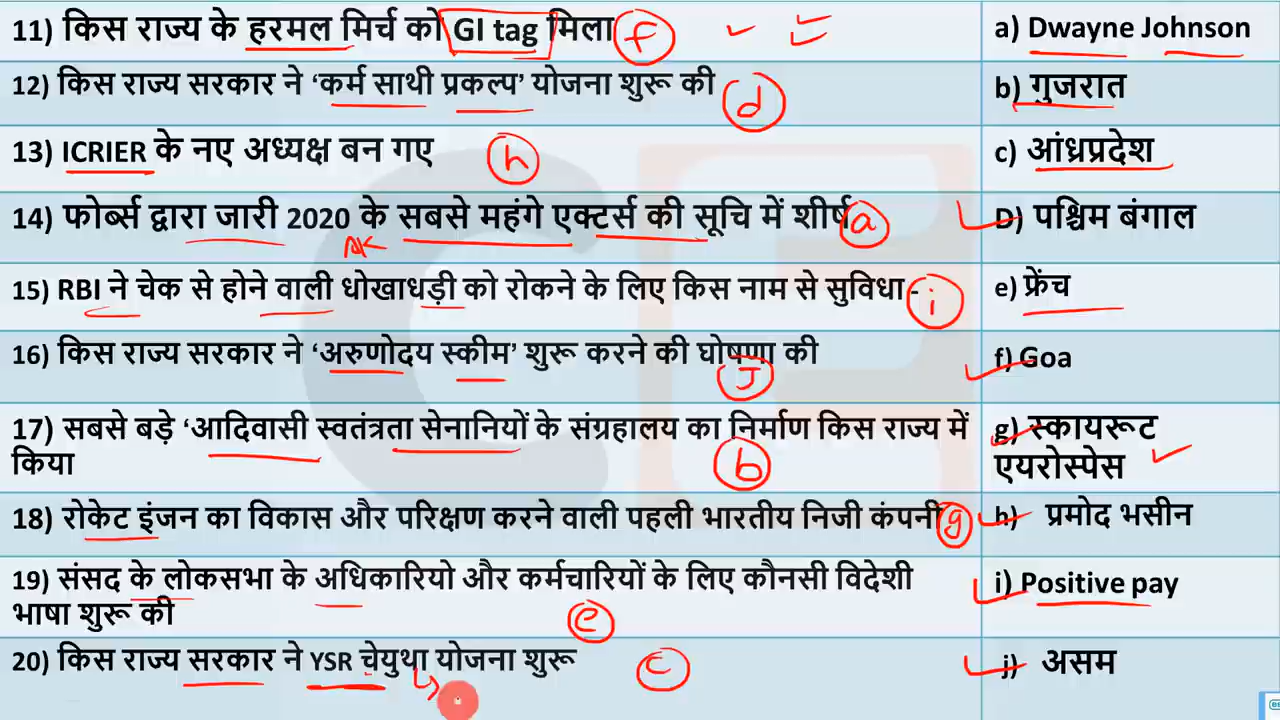 11) किस राज्य के हरमल मिर्च को GI tag मिला f
a) Dwayne Johnson
12) किस राज्य सरकार ने ‘कर्म साथी प्रकल्प’ योजना शुरू की d
b) गुजरात
13) ICRIER के नए अध्यक्ष बन गए h
c) आंध्रप्रदेश
14) फोर्ब्स द्वारा जारी 2020 के सबसे महंगे एक्टर्स की सूचि में शीर्ष a
AK
D) पश्चिम बंगाल
15) RBI ने चेक से होने वाली धोखाधड़ी को रोकने के लिए किस नाम से सुविधा - i
e) फ्रेंच
16) किस राज्य सरकार ने ‘अरुणोदय स्कीम’ शुरू करने की घोषणा की J
f) Goa
17) सबसे बड़े ‘आदिवासी स्वतंत्रता सेनानियों के संग्रहालय का निर्माण किस राज्य में
किया b
g) स्कायरूट
एयरोस्पेस
18) रोकेट इंजन का विकास और परिक्षण करने वाली पहली भारतीय निजी कंपनी g
h) प्रमोद भसीन
19) संसद के लोकसभा के अधिकारियो और कर्मचारियों के लिए कौनसी विदेशी
भाषा शुरू की e
i) Positive pay
20) किस राज्य सरकार ने YSR चेयुथा योजना शुरू c
j) असम